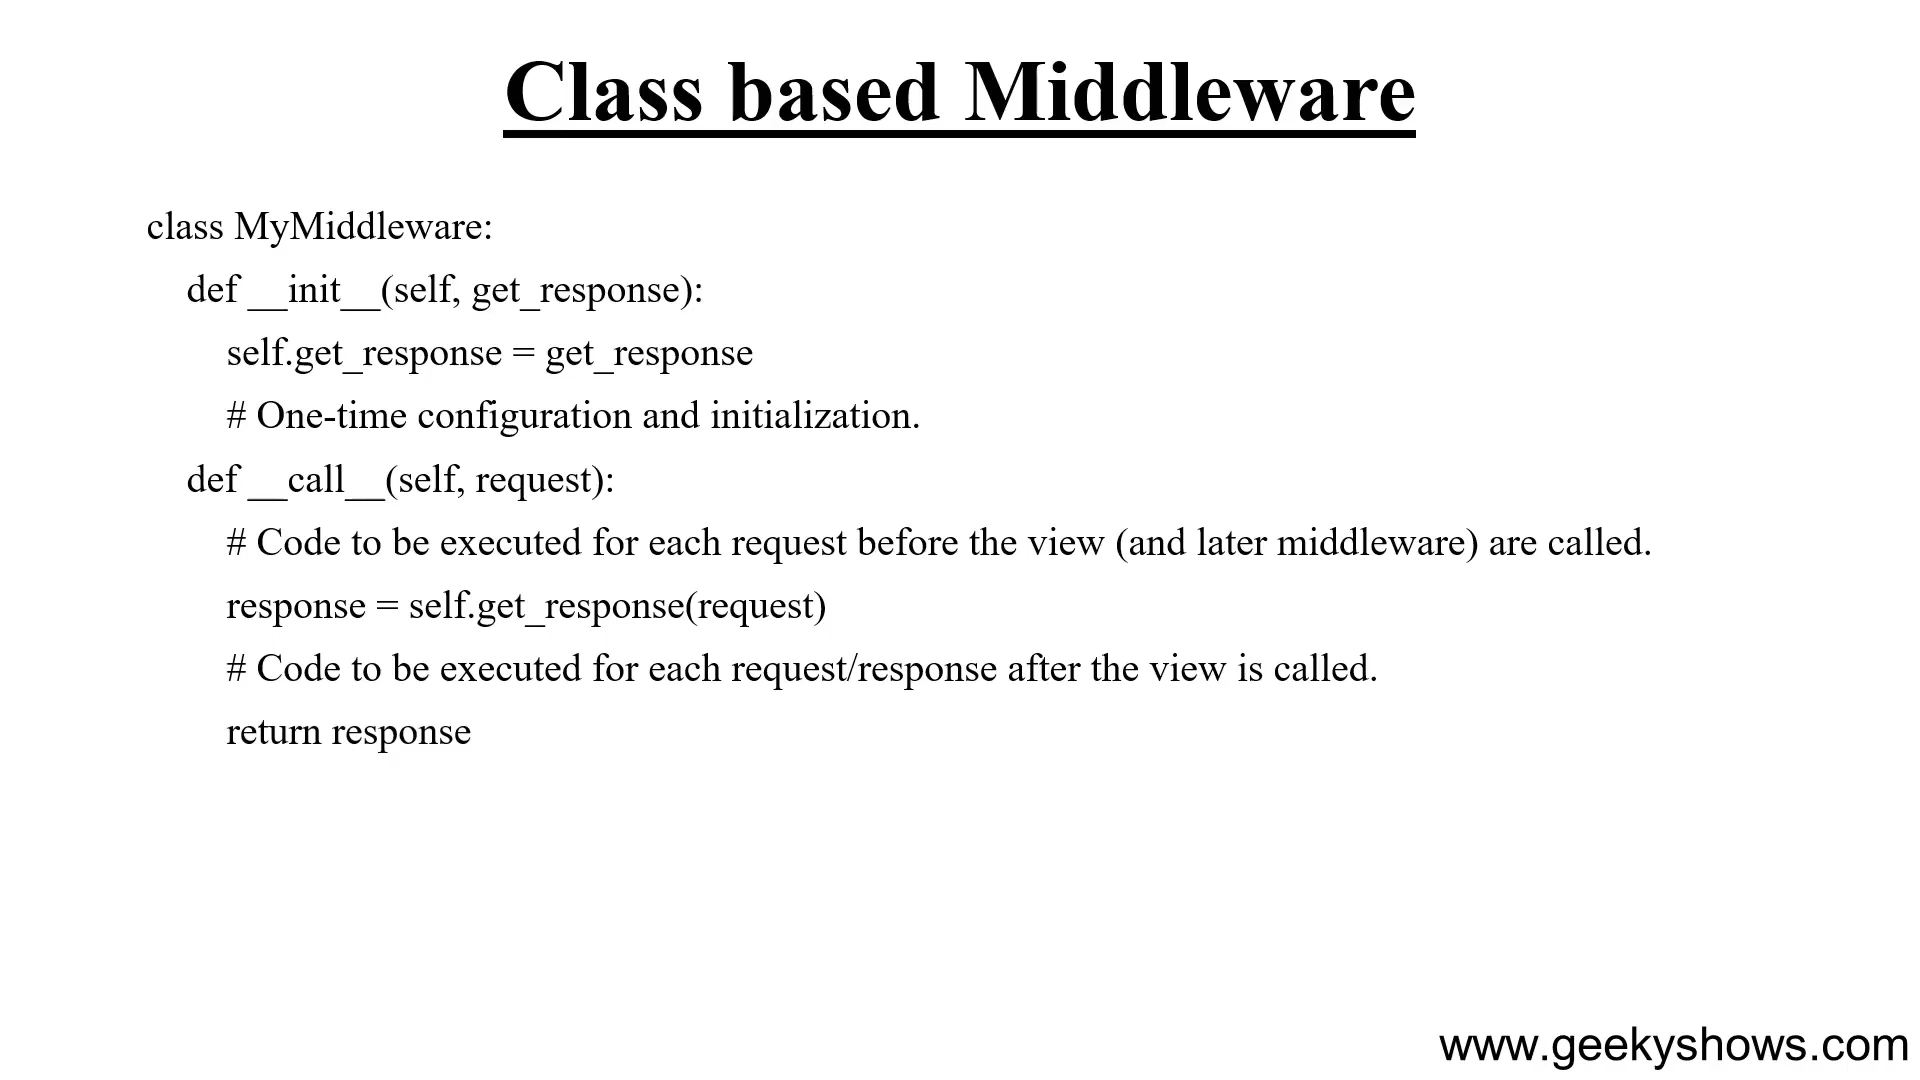 Class based Middleware
class MyMiddleware:
def __init__(self, get_response):
self.get_response = get_response
# One-time configuration and initialization.
def __call__(self, request):
# Code to be executed for each request before the view (and later middleware) are called.
response = self.get_response(request)
# Code to be executed for each request/response after the view is called.
return response
www.geekyshows.com